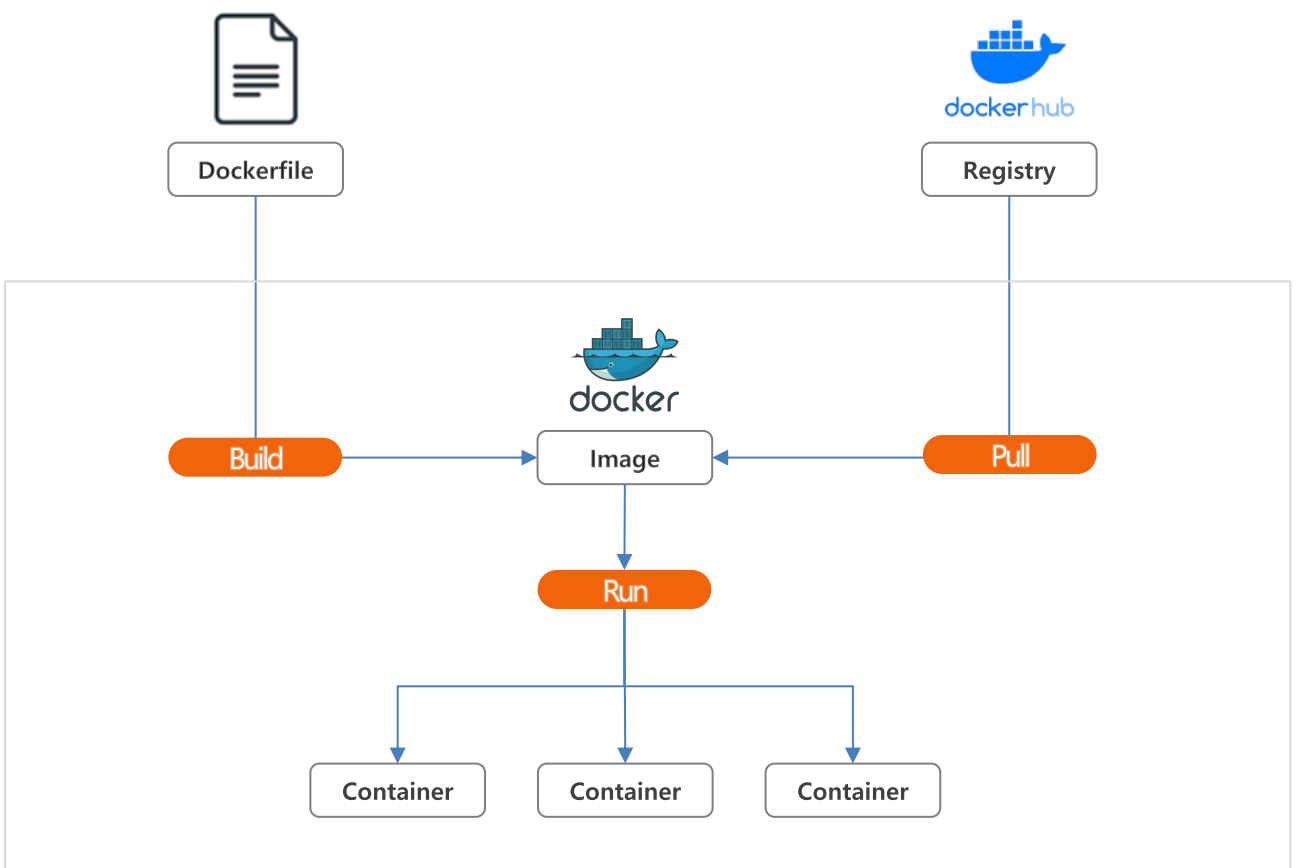 dockerhub
Dockerfile
Registry
docker
Build
Image
Pull
Run
Container
Container
Container